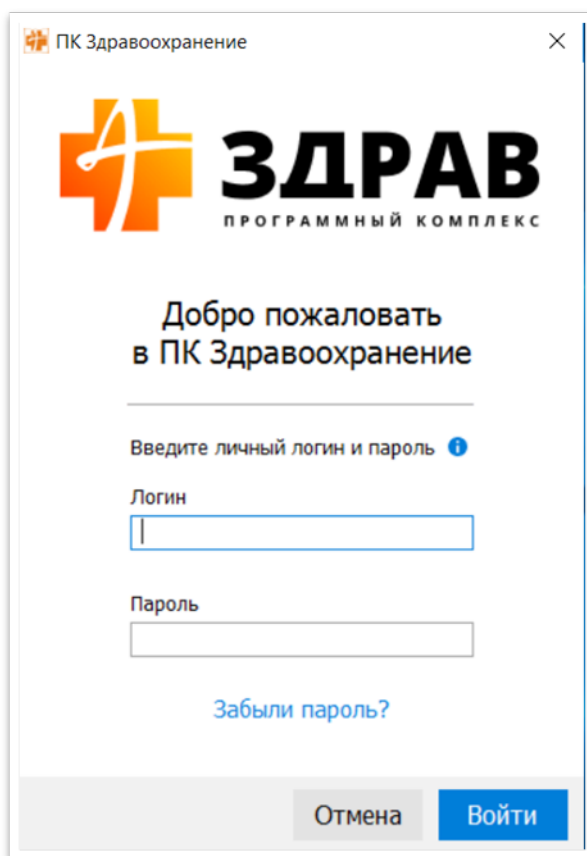 ПК Здравоохранение
ЗДРАВ
ПРОГРАММНЫЙ КОМПЛЕКС
Добро пожаловать
в ПК Здравоохранение
Введите личный логин и пароль
Логин
Пароль
Забыли пароль?
Отмена
Войти